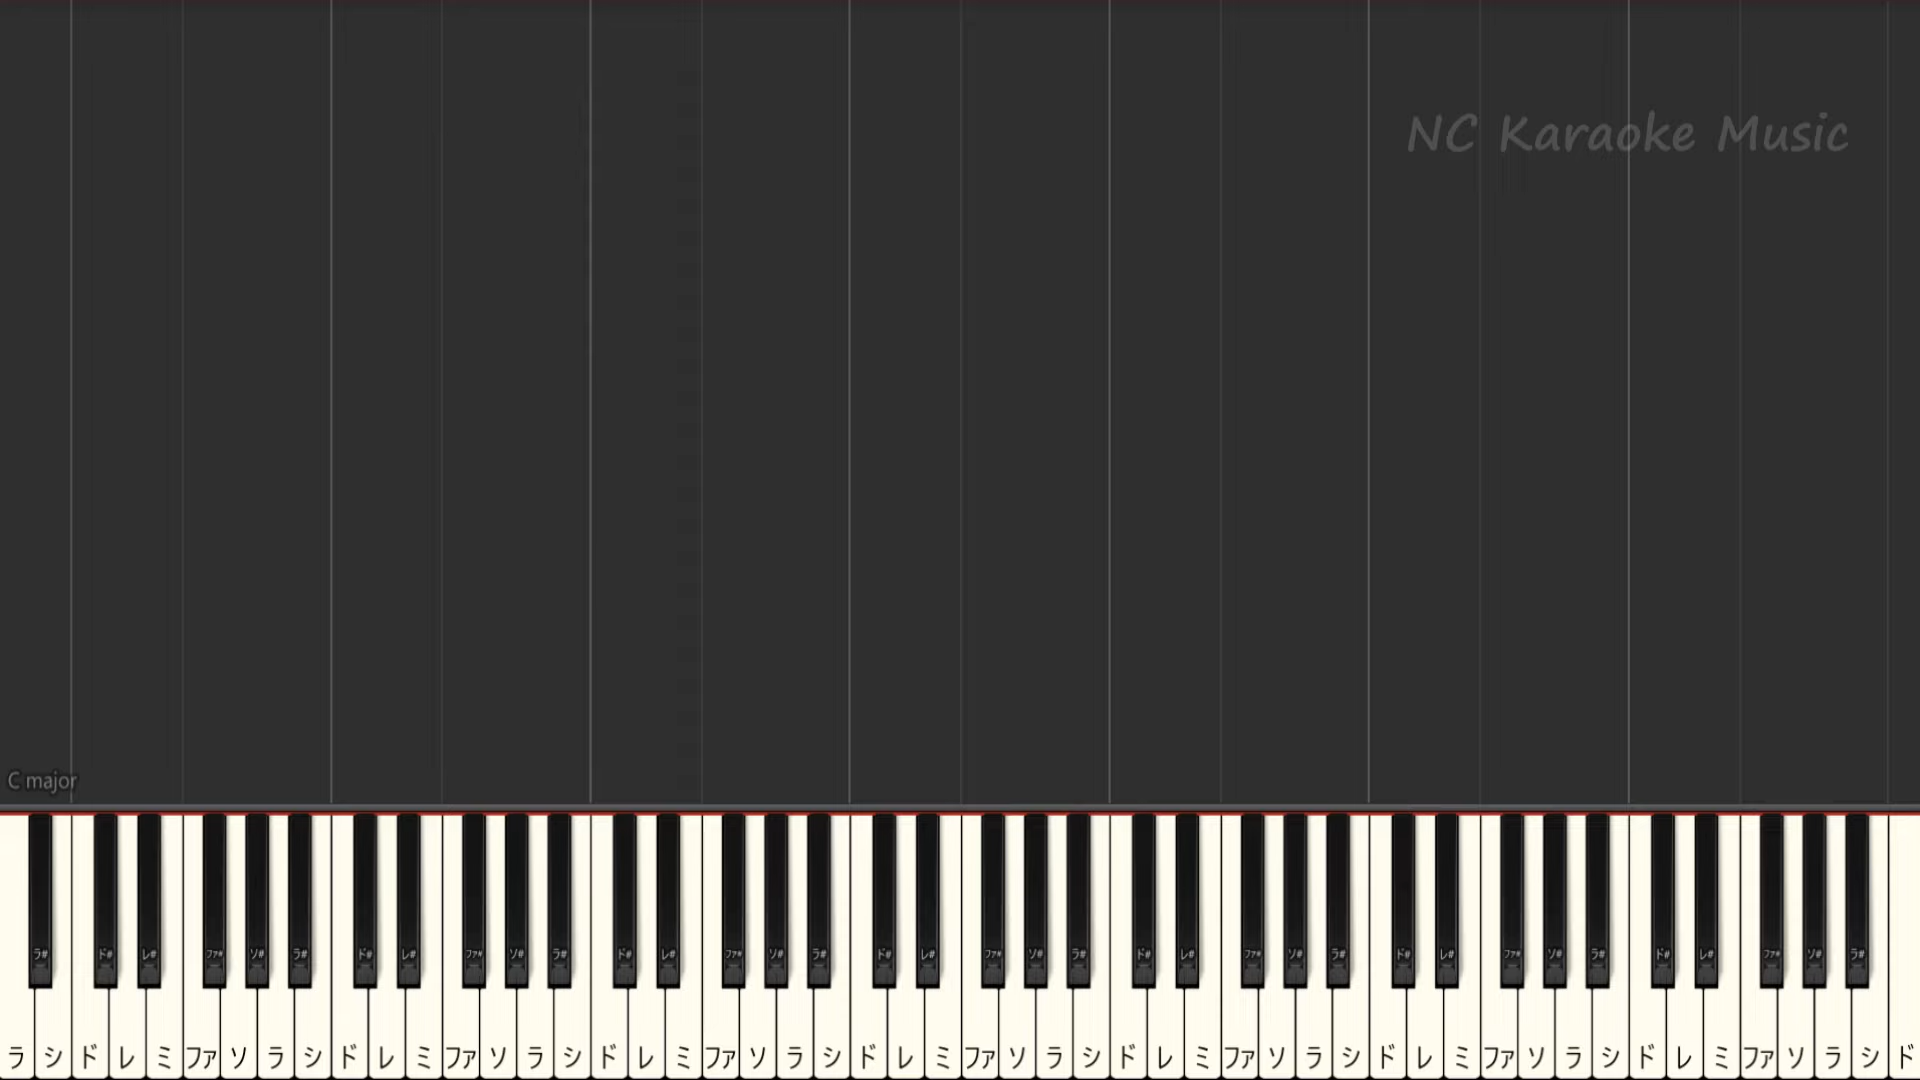 NC Karaoke Music
C major
ラ# ド# レ# ファ# ソ# ラ# ド# レ# ファ# ソ# ラ# ド# レ# ファ# ソ# ラ# ド# レ# ファ# ソ# ラ# ド# レ# ファ# ソ# ラ# ド# レ# ファ# ソ# ラ# ド# レ# ファ# ソ# ラ#
ラ シ ド レ ミ ファ ソ ラ シ ド レ ミ ファ ソ ラ シ ド レ ミ ファ ソ ラ シ ド レ ミ ファ ソ ラ シ ド レ ミ ファ ソ ラ シ ド レ ミ ファ ソ ラ シ ド レ ミ ファ ソ ラ シ ド